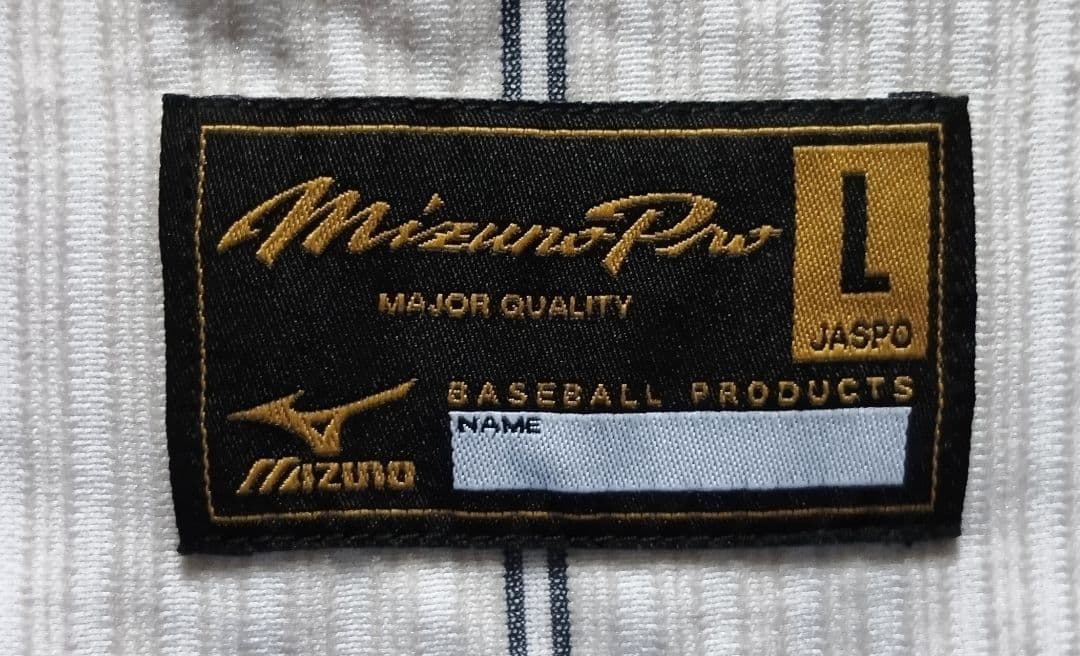 Mizuno Pro
L
MAJOR QUALITY
JASPO
BASEBALL PRODUCTS
NAME
MIZUNO